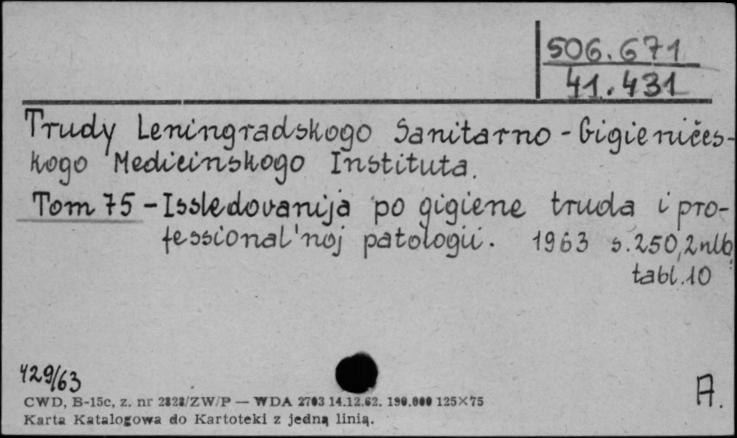 506.671
41.431
Trudy Leningradskogo Sanitarno-Gigieničes-
kogo Medicinskogo Instituta.
Tom 75 - Issledovanija po gigiene truda i pro-
fessional'noj patologii. 1963 s.250,2nlb
tabl.10
429/63
A.
CWD, B-15c, z. nr 2828/ZW/P — WDA 2703 14.12.62. 190.000 125×75
Karta Katalogowa do Kartoteki z jedną linią.